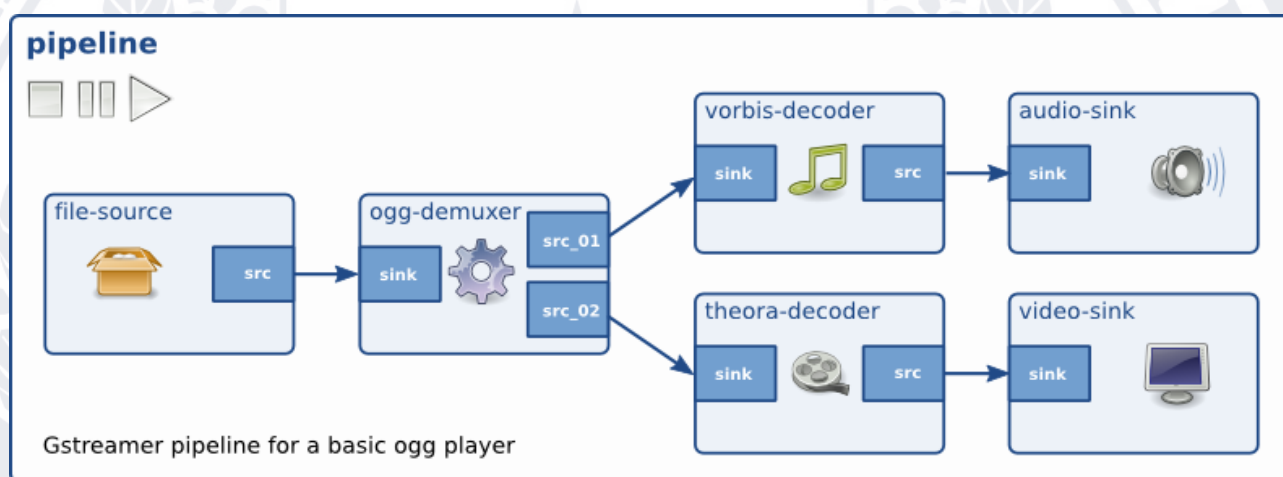 pipeline
file-source
src
ogg-demuxer
sink
src_01
src_02
vorbis-decoder
sink
src
audio-sink
sink
theora-decoder
sink
src
video-sink
sink
Gstreamer pipeline for a basic ogg player